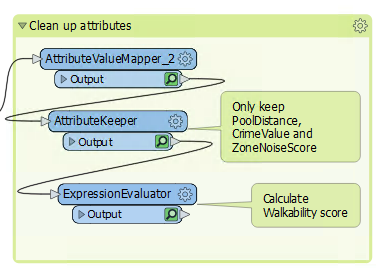 Clean up attributes
AttributeValueMapper_2
Output
AttributeKeeper
Output
Only keep
PoolDistance,
CrimeValue and
ZoneNoiseScore
ExpressionEvaluator
Output
Calculate
Walkability score